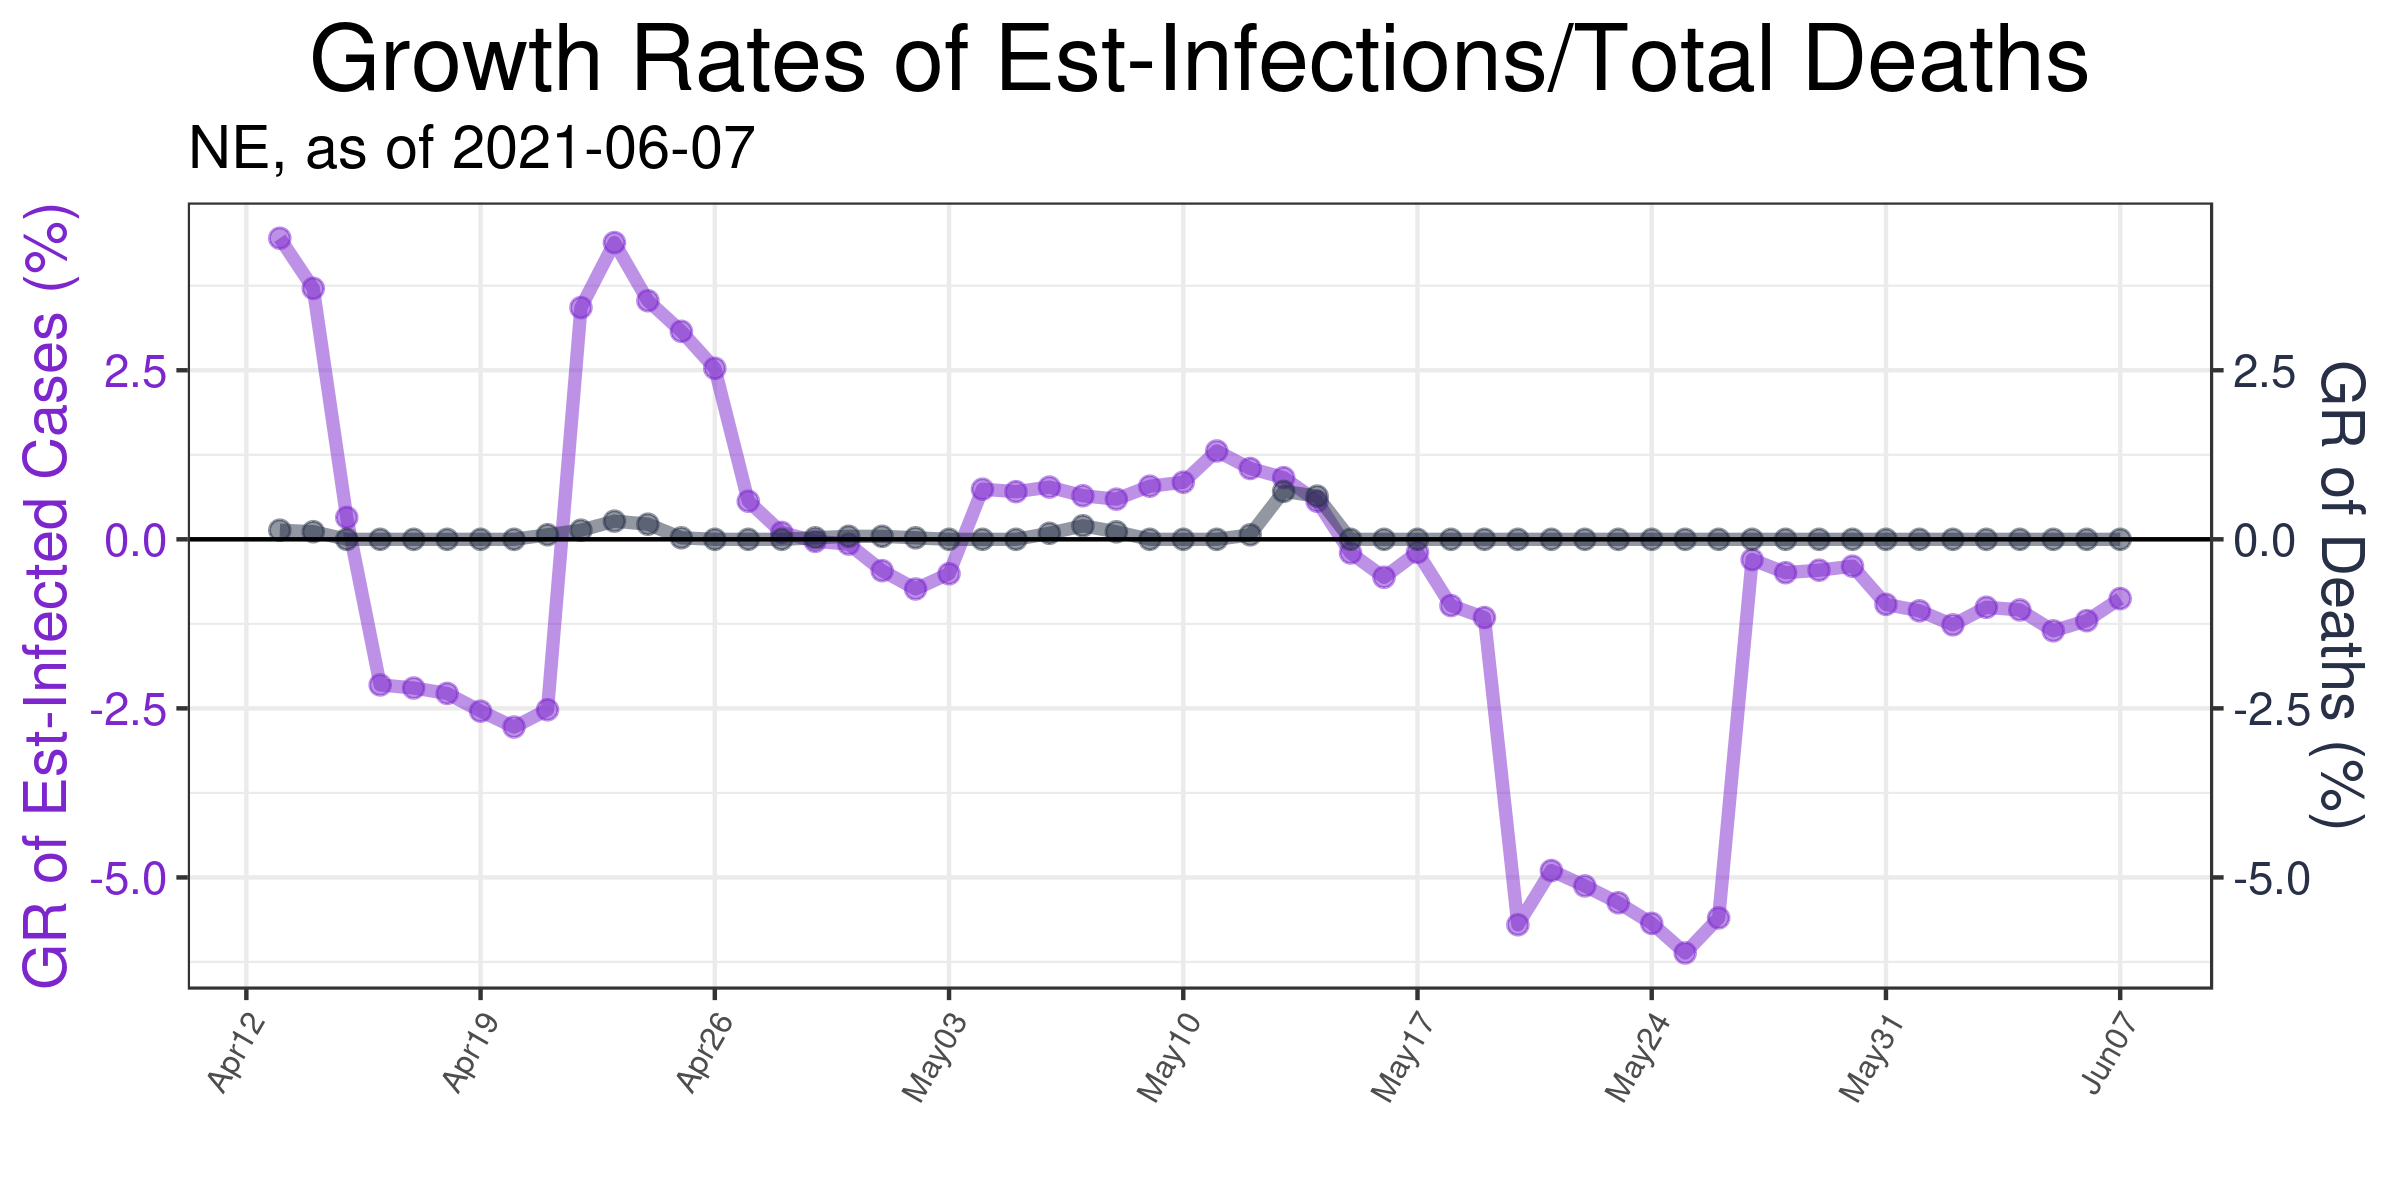 Growth Rates of Est-Infections/Total Deaths
NE, as of 2021-06-07
GR of Est-Infected Cases (%)
2.5
0.0
-2.5
-5.0
2.5
0.0
-2.5
-5.0
GR of Deaths (%)
Apr12
Apr19
Apr26
May03
May10
May17
May24
May31
Jun07